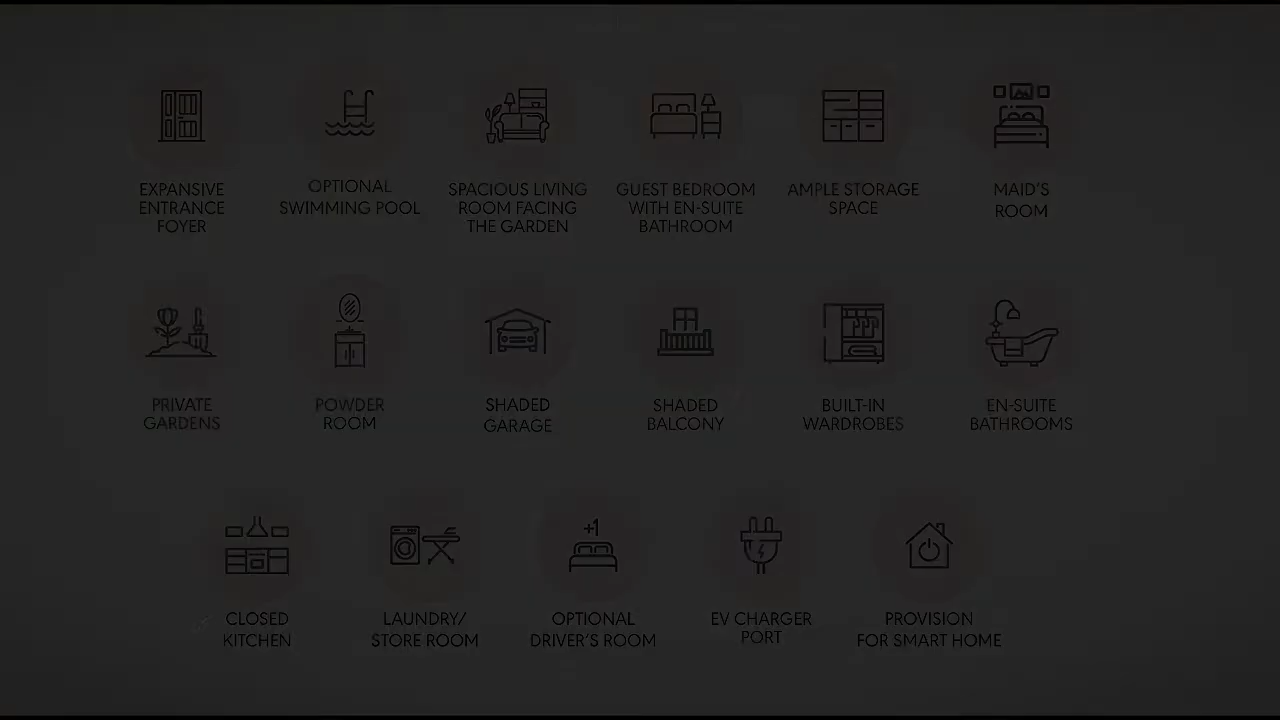 EXPANSIVE
ENTRANCE
FOYER
OPTIONAL
SWIMMING POOL
SPACIOUS LIVING
ROOM FACING
THE GARDEN
GUEST BEDROOM
WITH EN-SUITE
BATHROOM
AMPLE STORAGE
SPACE
MAID'S
ROOM
PRIVATE
GARDENS
POWDER
ROOM
SHADED
GARAGE
SHADED
BALCONY
BUILT-IN
WARDROBES
EN-SUITE
BATHROOMS
CLOSED
KITCHEN
LAUNDRY/
STORE ROOM
+1
OPTIONAL
DRIVER'S ROOM
EV CHARGER
PORT
PROVISION
FOR SMART HOME